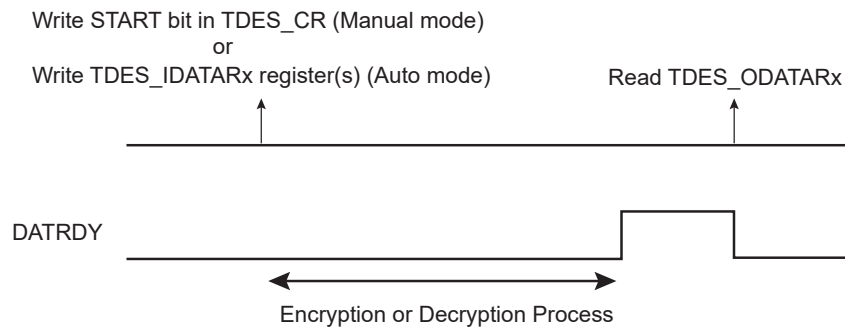 Write START bit in TDES_CR (Manual mode)
or
Write TDES_IDATARx register(s) (Auto mode)
Read TDES_ODATARx
DATRDY
Encryption or Decryption Process